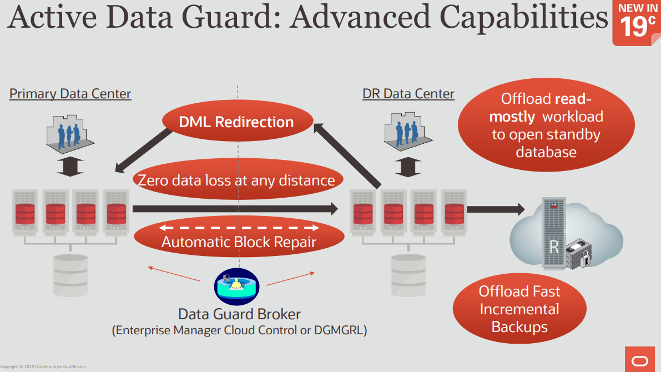 Active Data Guard: Advanced Capabilities
NEW IN
19c
Primary Data Center
DR Data Center
DML Redirection
Offload read-
mostly workload
to open standby
database
Zero data loss at any distance
Automatic Block Repair
R
Data Guard Broker
(Enterprise Manager Cloud Control or DGMGRL)
Offload Fast
Incremental
Backups
Copyright © 2019 Oracle and/or its affiliates.